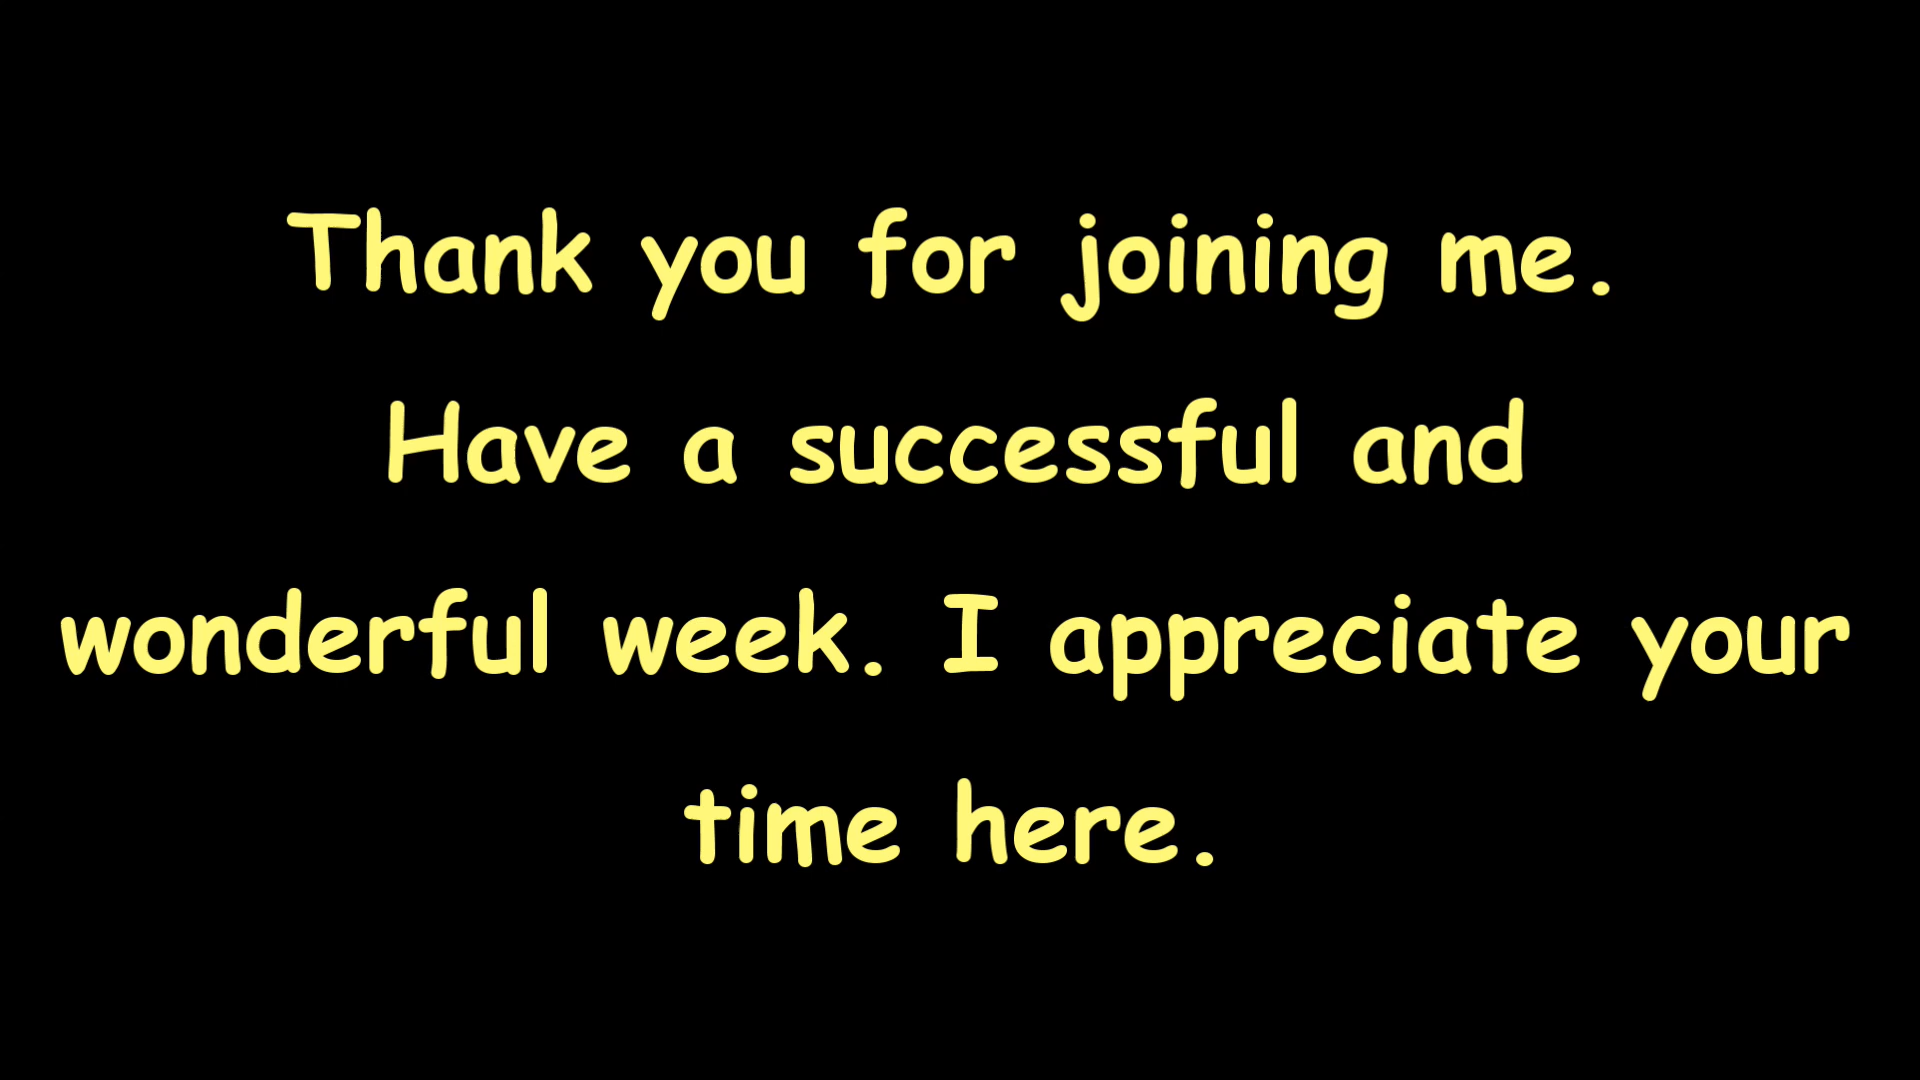 Thank you for joining me.
Have a successful and
wonderful week. I appreciate your
time here.